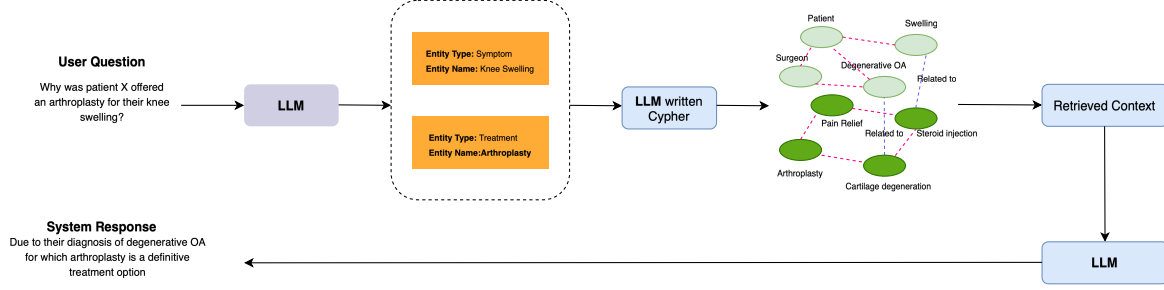 User Question
Why was patient X offered
an arthroplasty for their knee
swelling?
LLM
Entity Type: Symptom
Entity Name: Knee Swelling
Entity Type: Treatment
Entity Name:Arthroplasty
LLM written
Cypher
Patient
Swelling
Surgeon
Degenerative OA
Related to
Pain Relief
Related to
Steroid injection
Arthroplasty
Cartilage degeneration
Retrieved Context
LLM
System Response
Due to their diagnosis of degenerative OA
for which arthroplasty is a definitive
treatment option